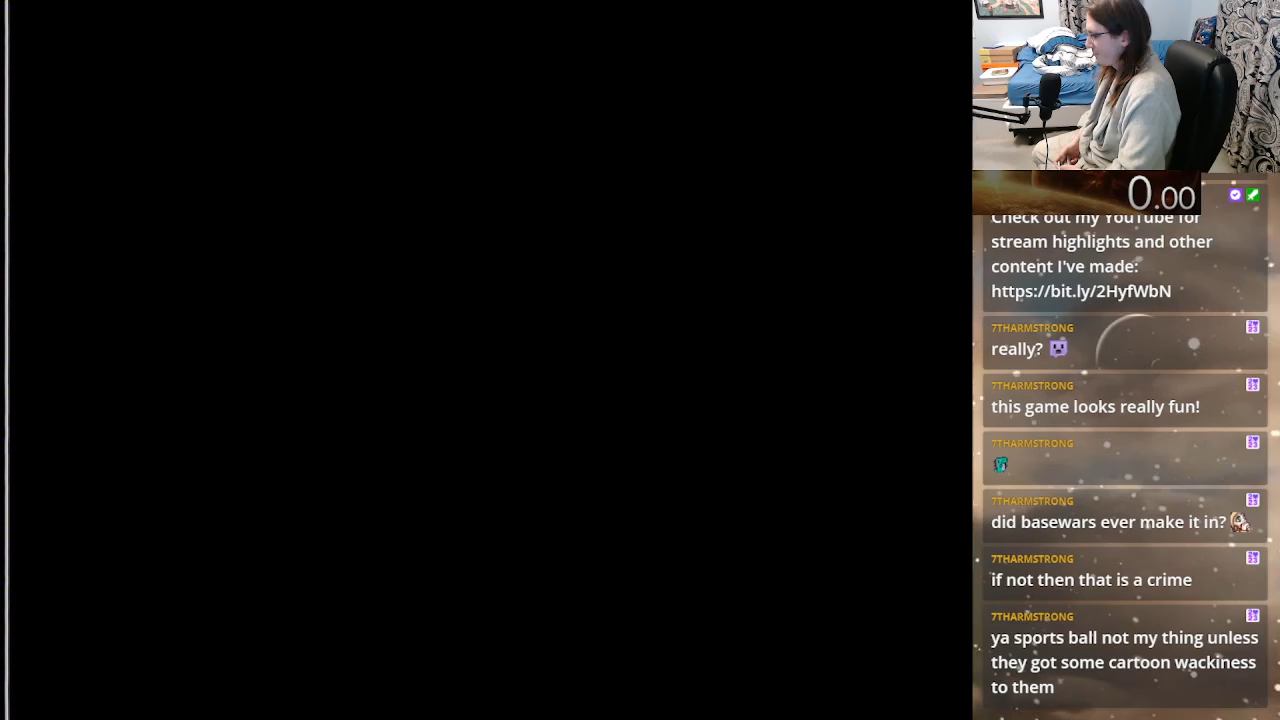 0.00
Check out my YouTube for
stream highlights and other
content I've made:
https://bit.ly/2HyfWbN
7THARMSTRONG
really?
7THARMSTRONG
this game looks really fun!
7THARMSTRONG
7THARMSTRONG
did basewars ever make it in?
7THARMSTRONG
if not then that is a crime
7THARMSTRONG
ya sports ball not my thing unless
they got some cartoon wackiness
to them